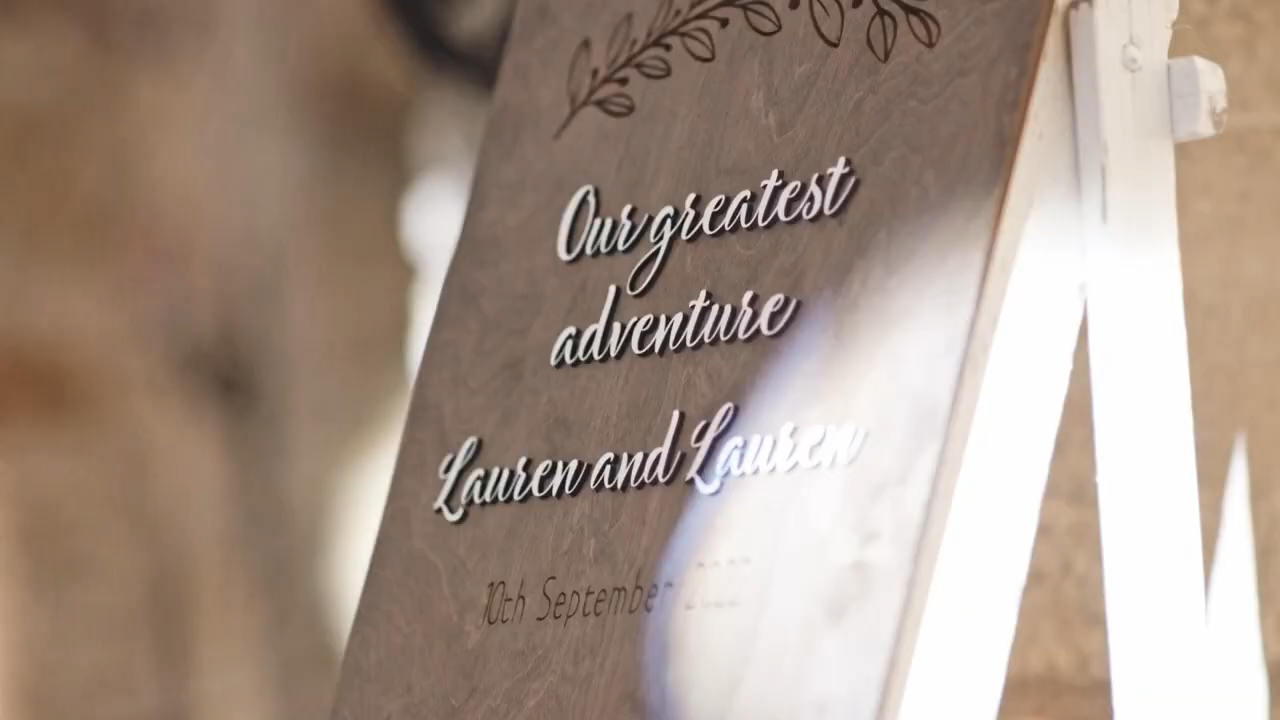 Our greatest
adventure
Lauren and Lauren
10th September